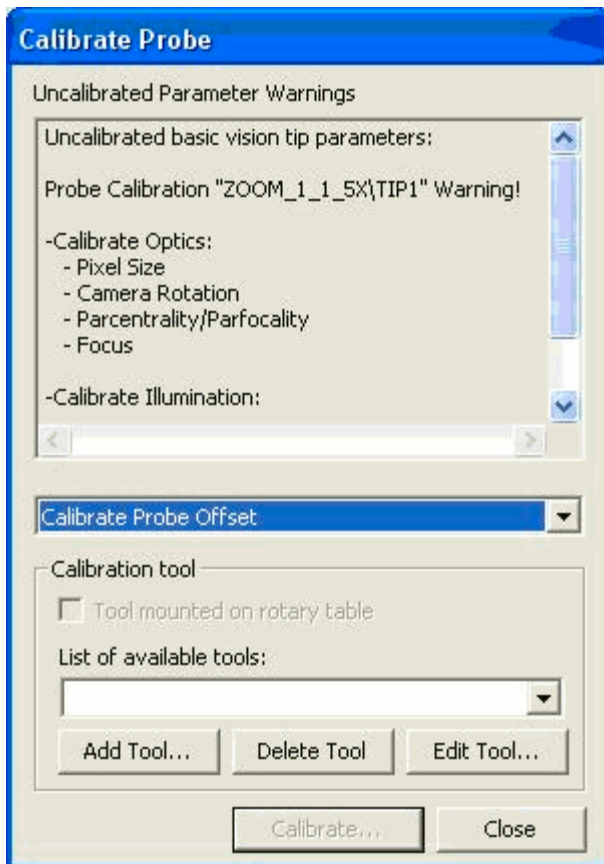 Calibrate Probe
Uncalibrated Parameter Warnings
Uncalibrated basic vision tip parameters:
Probe Calibration "ZOOM_1_1_5X\TIP1" Warning!
-Calibrate Optics:
- Pixel Size
- Camera Rotation
- Parcentrality/Parfocality
- Focus
-Calibrate Illumination:
Calibrate Probe Offset
Calibration tool
Tool mounted on rotary table
List of available tools:
Add Tool... Delete Tool Edit Tool...
Calibrate... Close